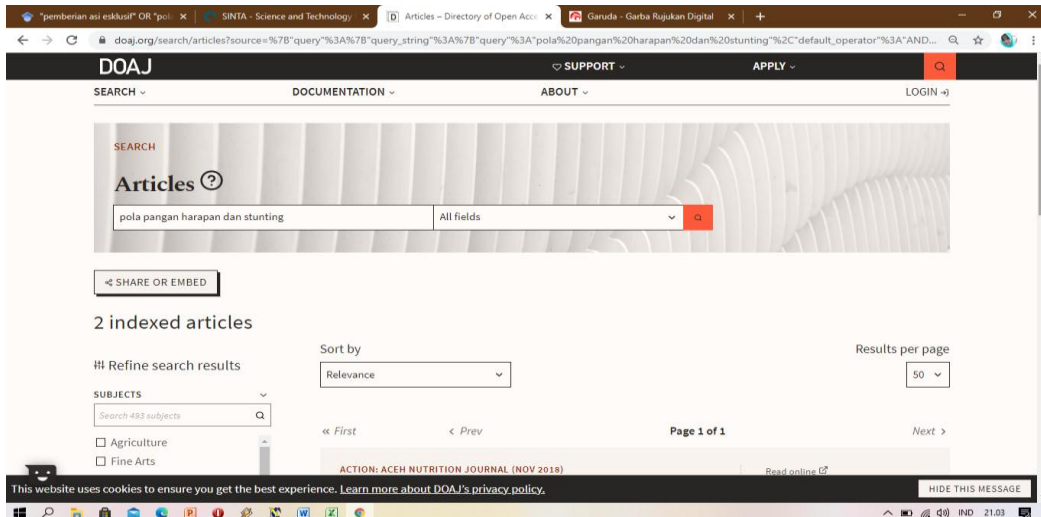 "pemberian asi esklusif" OR "pola
SINTA - Science and Technology
Articles – Directory of Open Acce
Garuda - Garba Rujukan Digital
doaj.org/search/articles?source=%7B"query"%3A%7B"query_string"%3A%7B"query"%3A"pola%20pangan%20harapan%20dan%20stunting"%2C"default_operator"%3A"AND...
DOAJ
SUPPORT
APPLY
SEARCH
DOCUMENTATION
ABOUT
LOGIN
SEARCH
Articles ?
pola pangan harapan dan stunting
All fields
SHARE OR EMBED
2 indexed articles
Refine search results
Sort by
Results per page
Relevance
50
SUBJECTS
Search 493 subjects
« First
‹ Prev
Page 1 of 1
Next ›
Agriculture
Fine Arts
ACTION: ACEH NUTRITION JOURNAL (NOV 2018)
Read online
This website uses cookies to ensure you get the best experience. Learn more about DOAJ's privacy policy.
HIDE THIS MESSAGE
IND 21.03